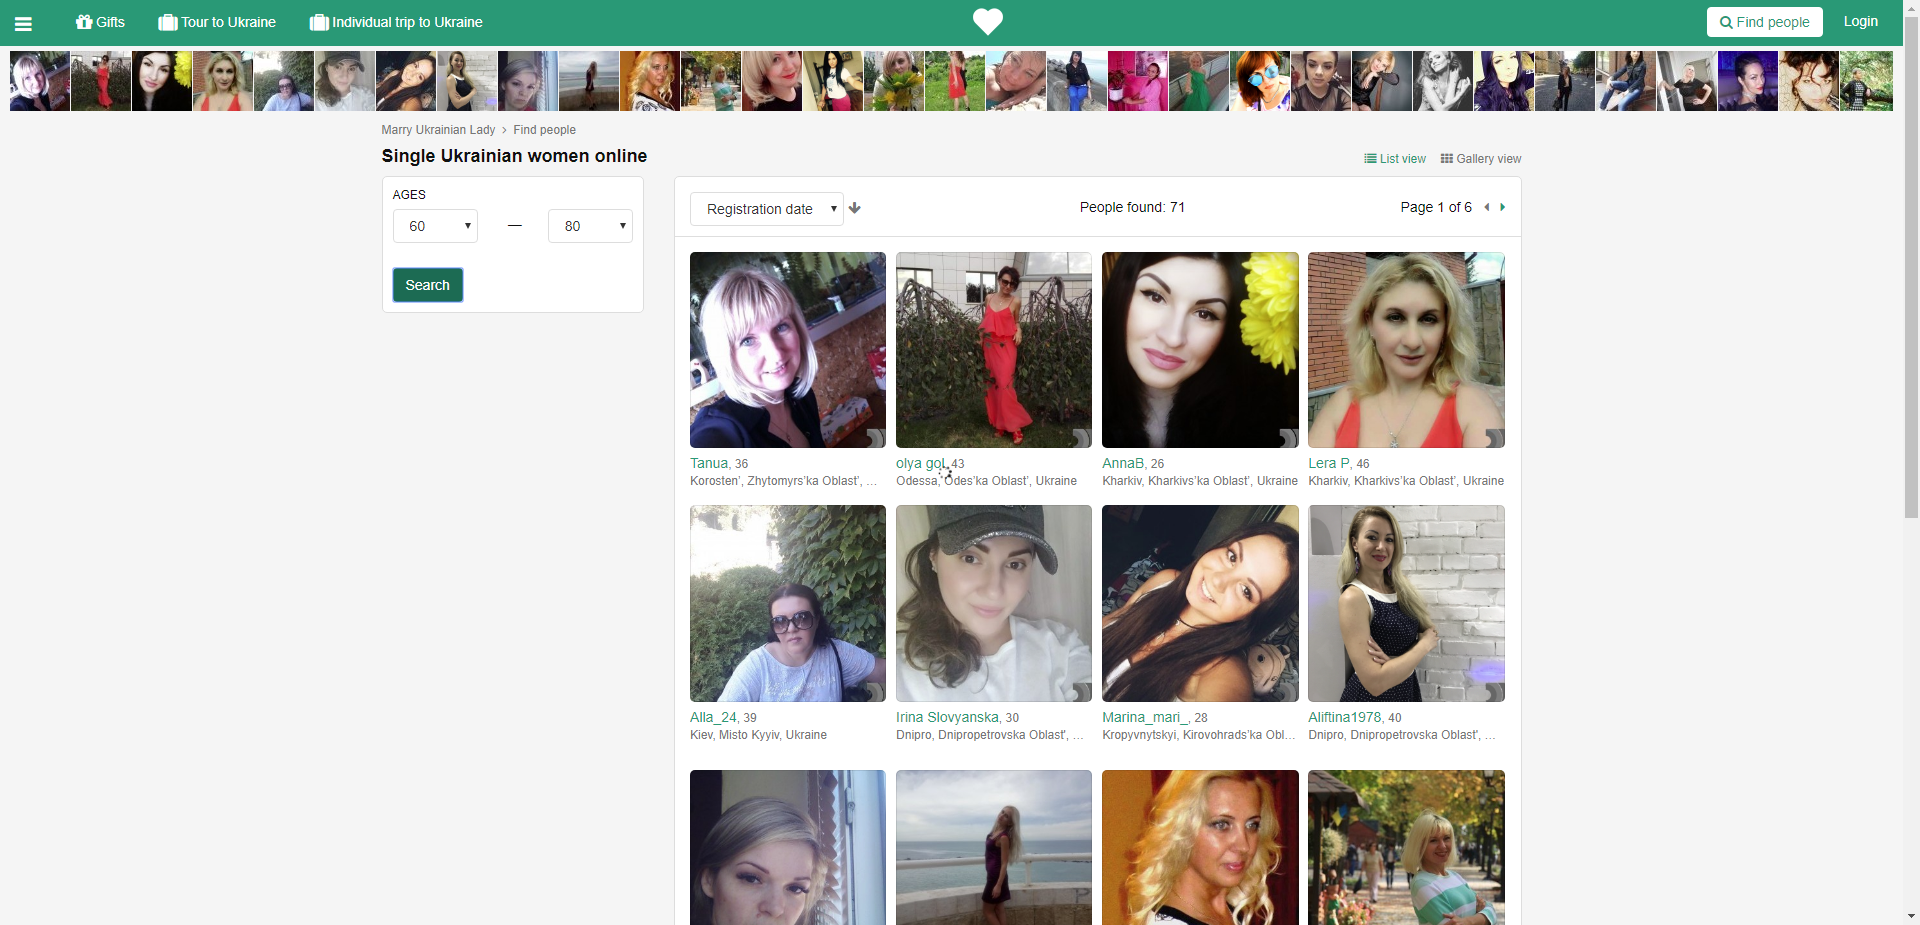 Gifts
Tour to Ukraine
Individual trip to Ukraine
Find people
Login
Marry Ukrainian Lady › Find people
Single Ukrainian women online
List view
Gallery view
AGES
60 — 80
Search
Registration date
People found: 71
Page 1 of 6
Tanua, 36
Korosten', Zhytomyrs'ka Oblast', ...
olya gol, 43
Odessa, Odes'ka Oblast', Ukraine
AnnaB, 26
Kharkiv, Kharkivs'ka Oblast', Ukraine
Lera P, 46
Kharkiv, Kharkivs'ka Oblast', Ukraine
Alla_24, 39
Kiev, Misto Kyyiv, Ukraine
Irina Slovyanska, 30
Dnipro, Dnipropetrovska Oblast', ...
Marina_mari_, 28
Kropyvnytskyi, Kirovohrads'ka Obl...
Aliftina1978, 40
Dnipro, Dnipropetrovska Oblast', ...